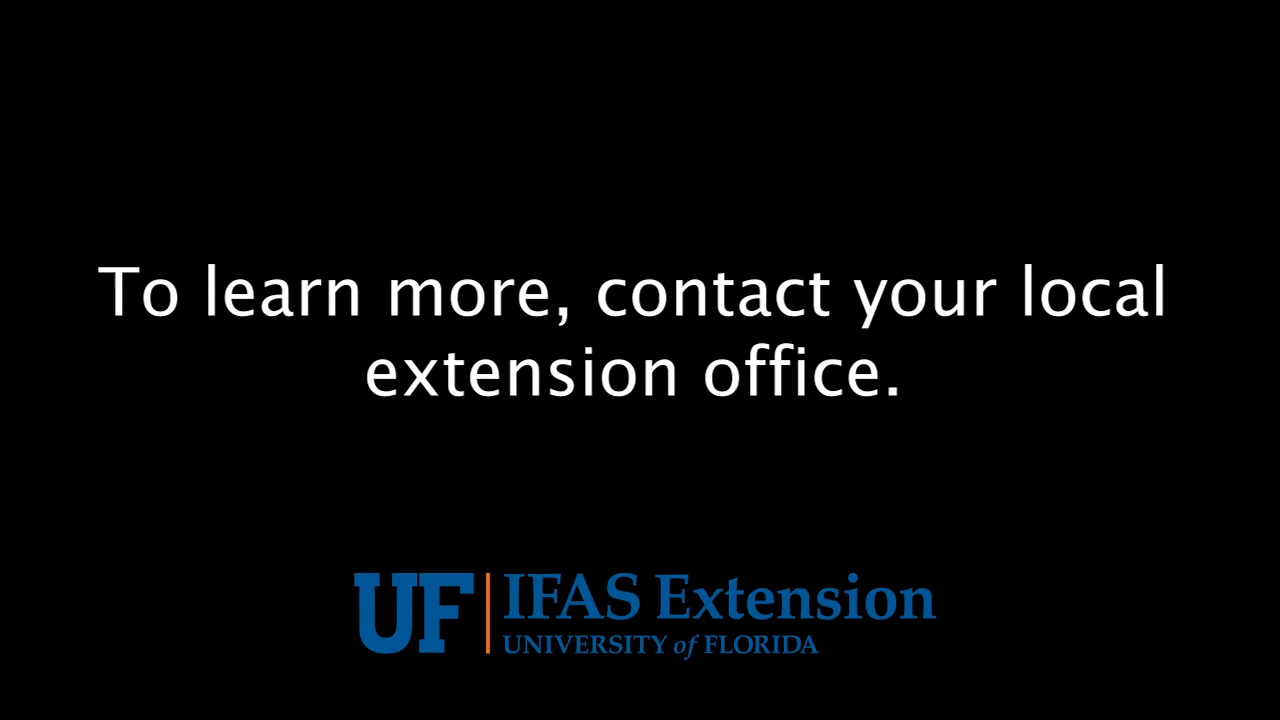 To learn more, contact your local
extension office.
UF IFAS Extension
UNIVERSITY of FLORIDA